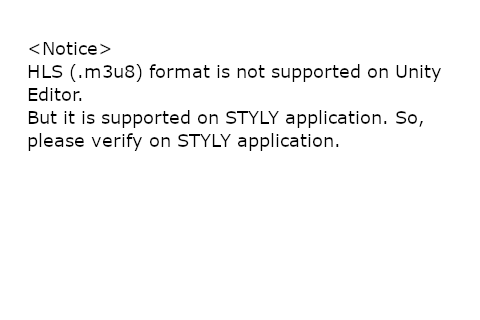 <Notice>
HLS (.m3u8) format is not supported on Unity
Editor.
But it is supported on STYLY application. So,
please verify on STYLY application.